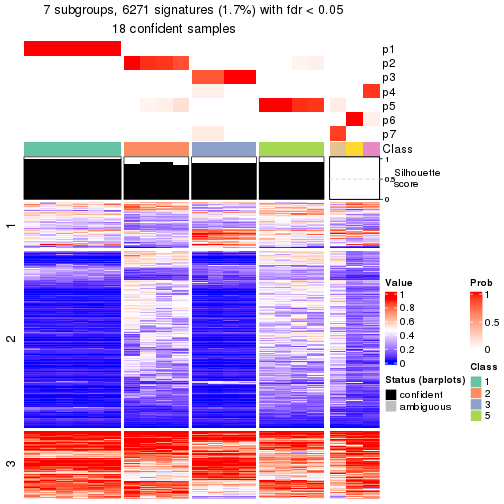 7 subgroups, 6271 signatures (1.7%) with fdr < 0.05
18 confident samples
p1
p2
p3
p4
p5
p6
p7
Class
1
0.5
0
Silhouette
score
1
2
3
Value
1
0.8
0.6
0.4
0.2
0
Prob
1
0.5
0
Status (barplots)
confident
ambiguous
Class
1
2
3
5